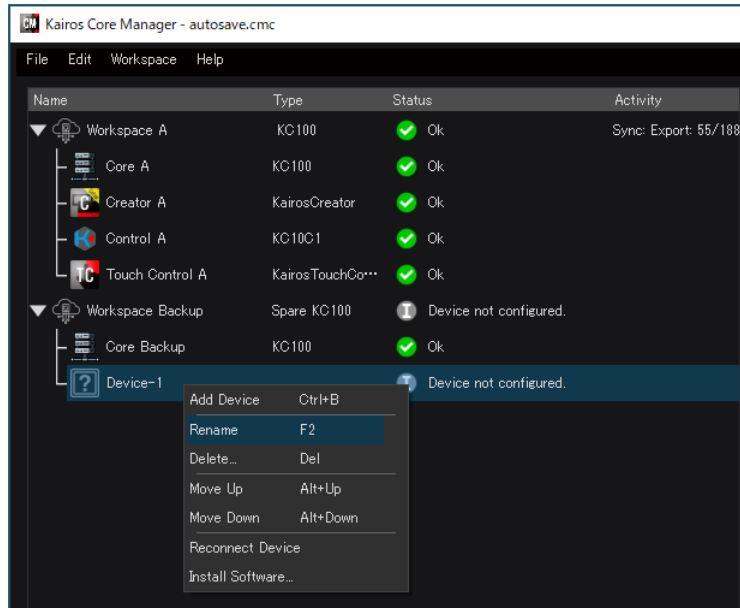 CM Kairos Core Manager - autosave.cmc
File Edit Workspace Help
Name Type Status Activity
Workspace A KC100 Ok Sync: Export: 55/188
Core A KC100 Ok
C Creator A KairosCreator Ok
Control A KC10C1 Ok
TC Touch Control A KairosTouchCo⋯ Ok
Workspace Backup Spare KC100 Device not configured.
Core Backup KC100 Ok
? Device-1 Device not configured.
Add Device Ctrl+B
Rename F2
Delete... Del
Move Up Alt+Up
Move Down Alt+Down
Reconnect Device
Install Software...